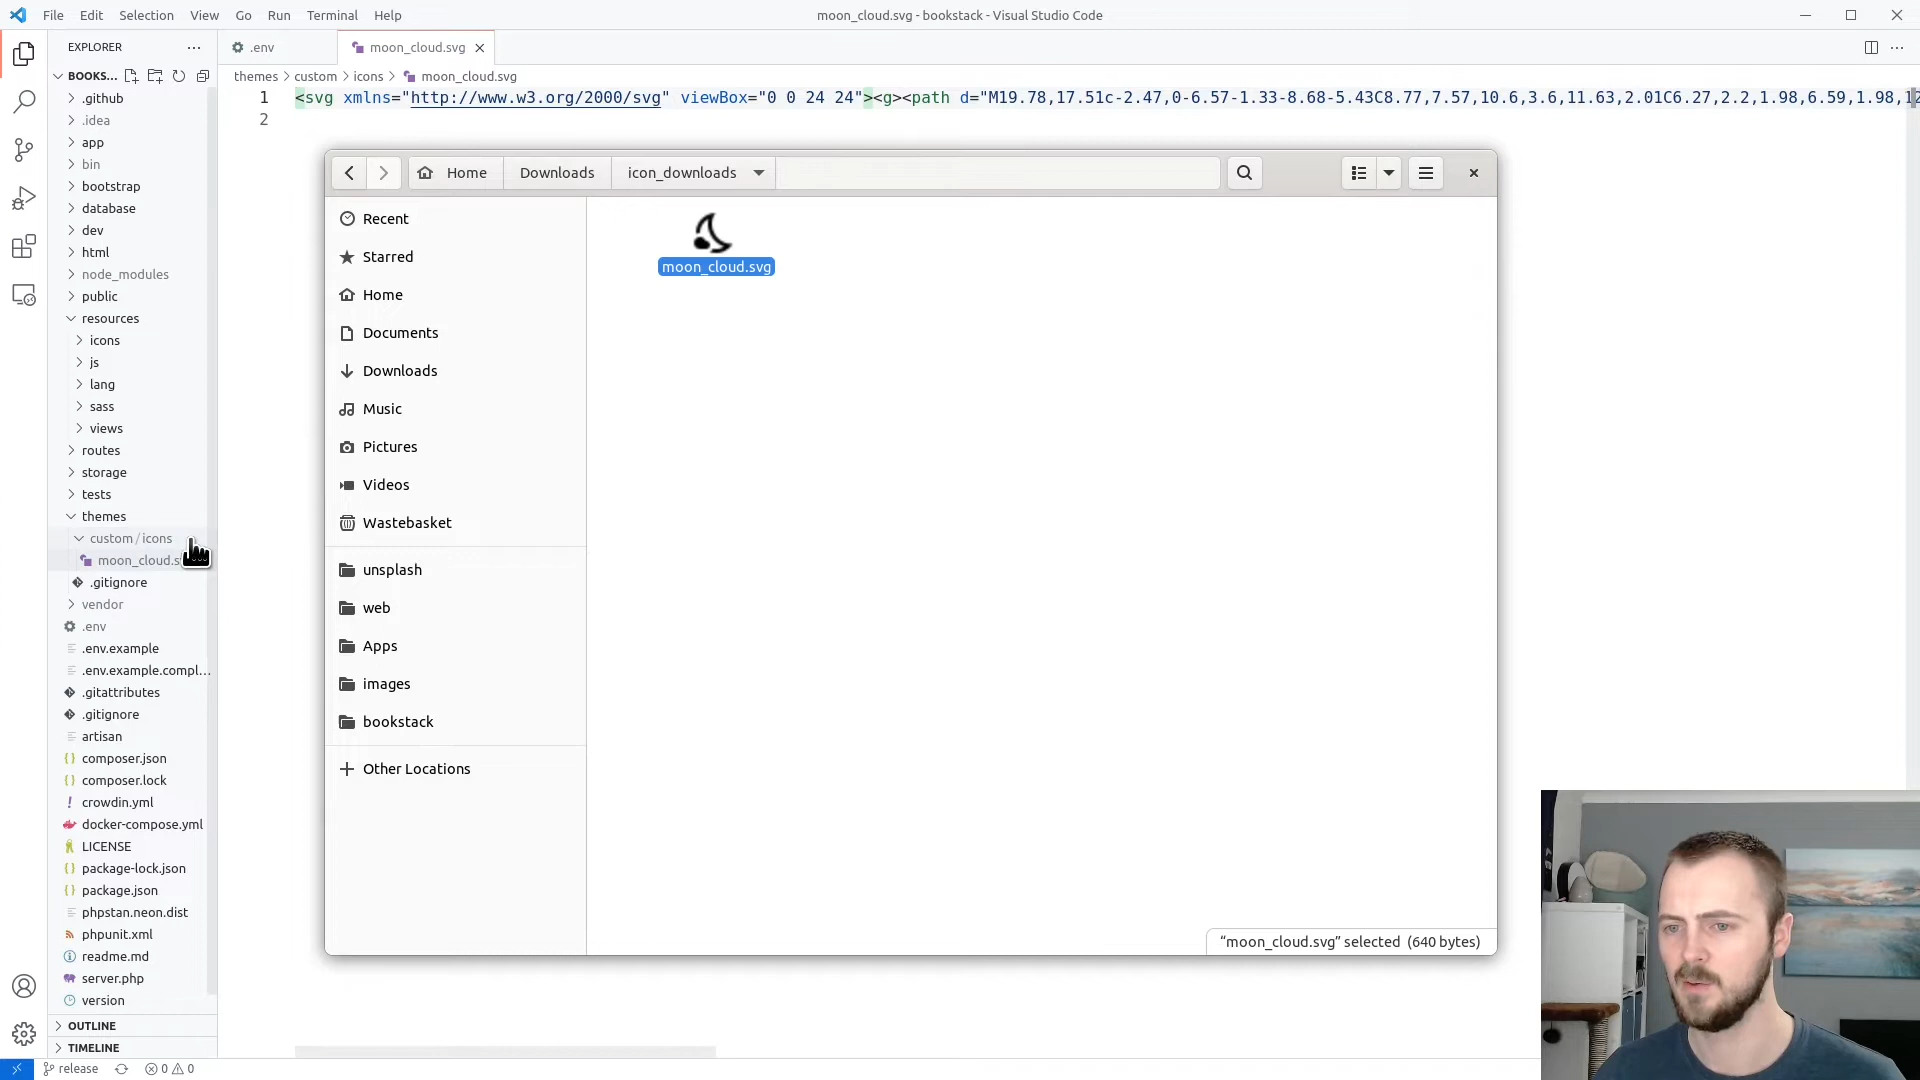 File Edit Selection View Go Run Terminal Help
moon_cloud.svg - bookstack - Visual Studio Code
EXPLORER
BOOKS...
.github
.idea
app
bin
bootstrap
database
dev
html
node_modules
public
resources
icons
js
lang
sass
views
routes
storage
tests
themes
custom / icons
moon_cloud.s
.gitignore
vendor
.env
.env.example
.env.example.compl...
.gitattributes
.gitignore
artisan
composer.json
composer.lock
crowdin.yml
docker-compose.yml
LICENSE
package-lock.json
package.json
phpstan.neon.dist
phpunit.xml
readme.md
server.php
version
OUTLINE
TIMELINE
.env
moon_cloud.svg
themes > custom > icons > moon_cloud.svg
1 <svg xmlns="http://www.w3.org/2000/svg" viewBox="0 0 24 24"><g><path d="M19.78,17.51c-2.47,0-6.57-1.33-8.68-5.43C8.77,7.57,10.6,3.6,11.63,2.01C6.27,2.2,1.98,6.59,1.98,12
2
Home Downloads icon_downloads
Recent
Starred
Home
Documents
Downloads
Music
Pictures
Videos
Wastebasket
unsplash
web
Apps
images
bookstack
Other Locations
moon_cloud.svg
“moon_cloud.svg” selected (640 bytes)
release 0 0